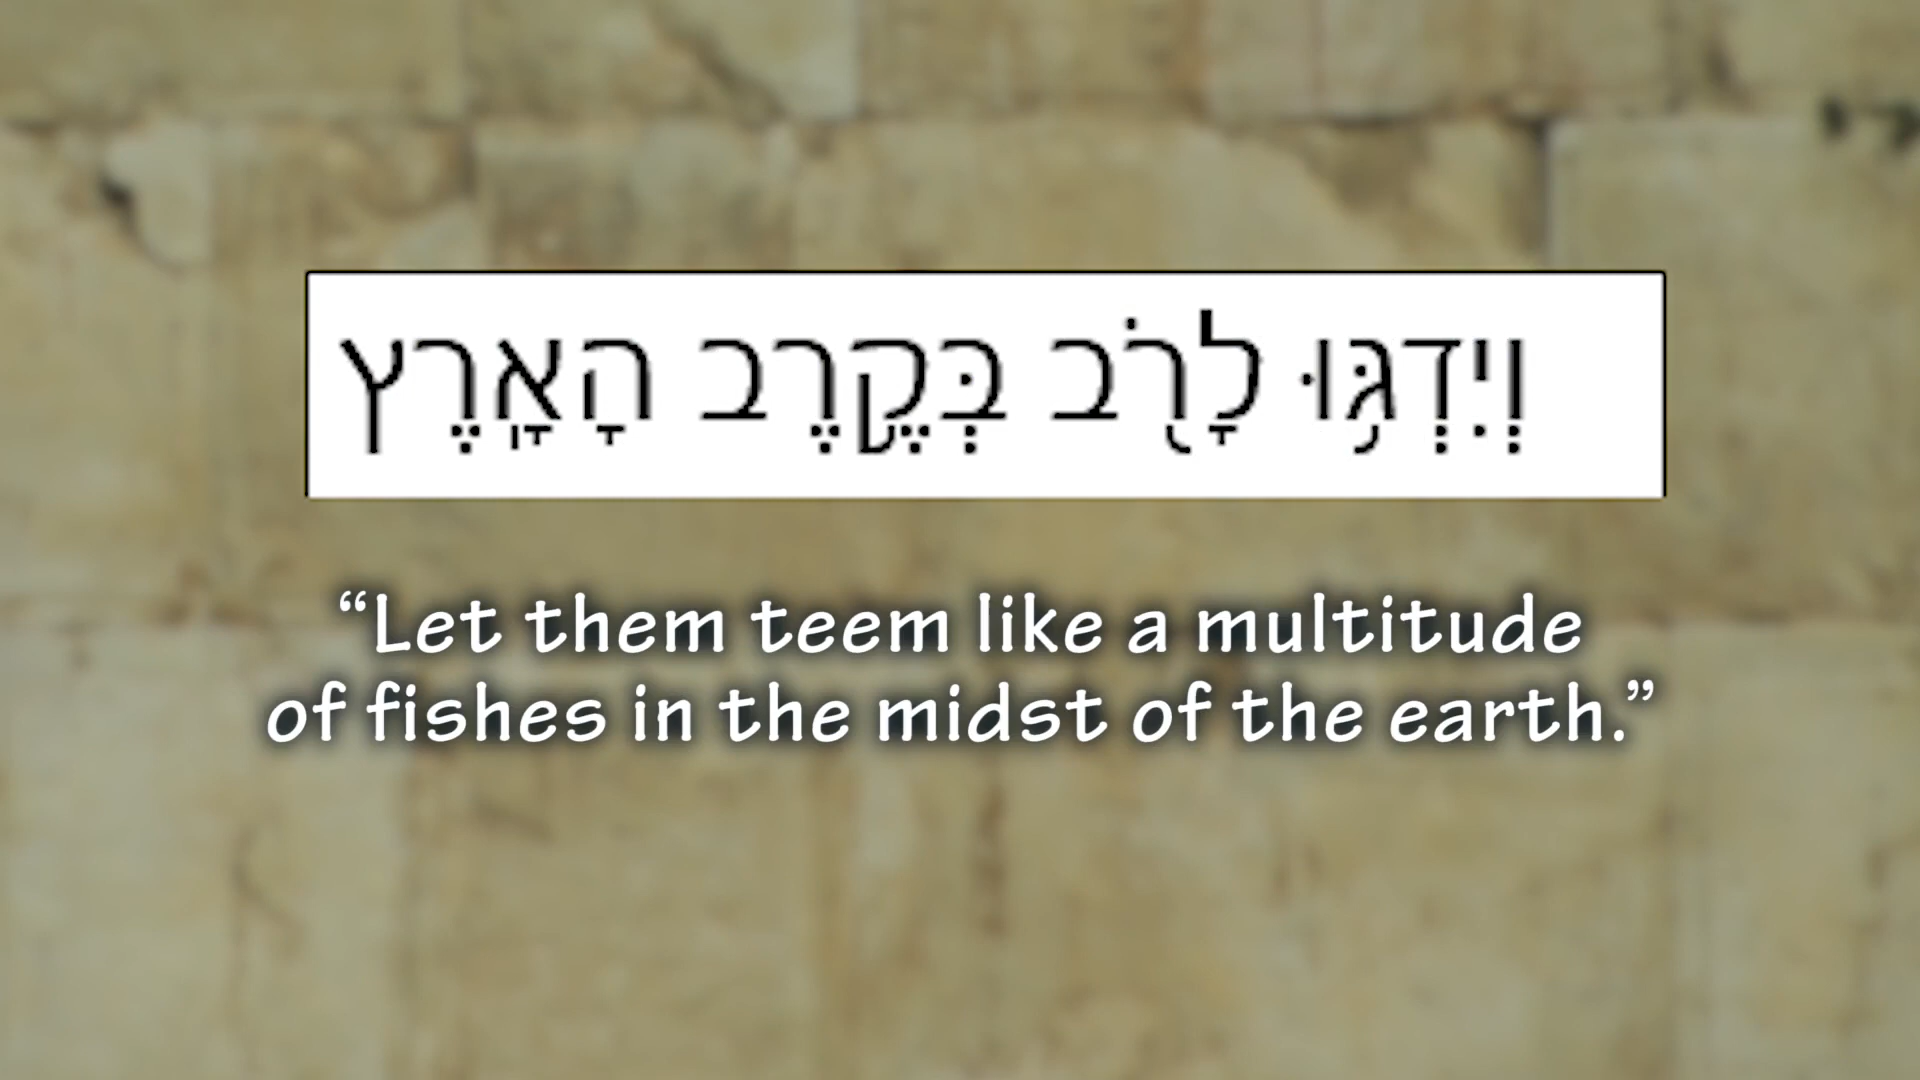 וְיִדְגּ֥וּ לָרֹ֖ב בְּקֶ֥רֶב הָאָֽרֶץ
“Let them teem like a multitude
of fishes in the midst of the earth.”